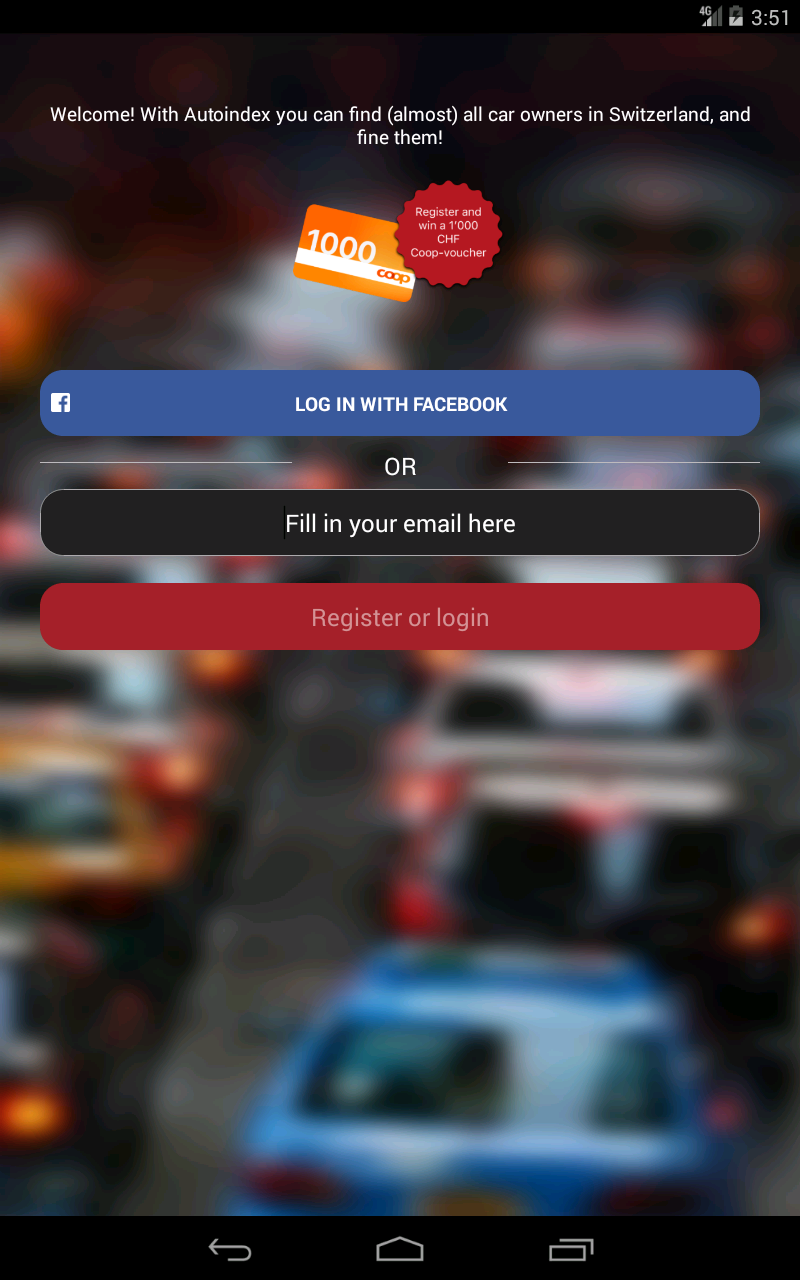 4G
3:51
Welcome! With Autoindex you can find (almost) all car owners in Switzerland, and
fine them!
1000
coop
Register and
win a 1'000
CHF
Coop-voucher
LOG IN WITH FACEBOOK
OR
Fill in your email here
Register or login